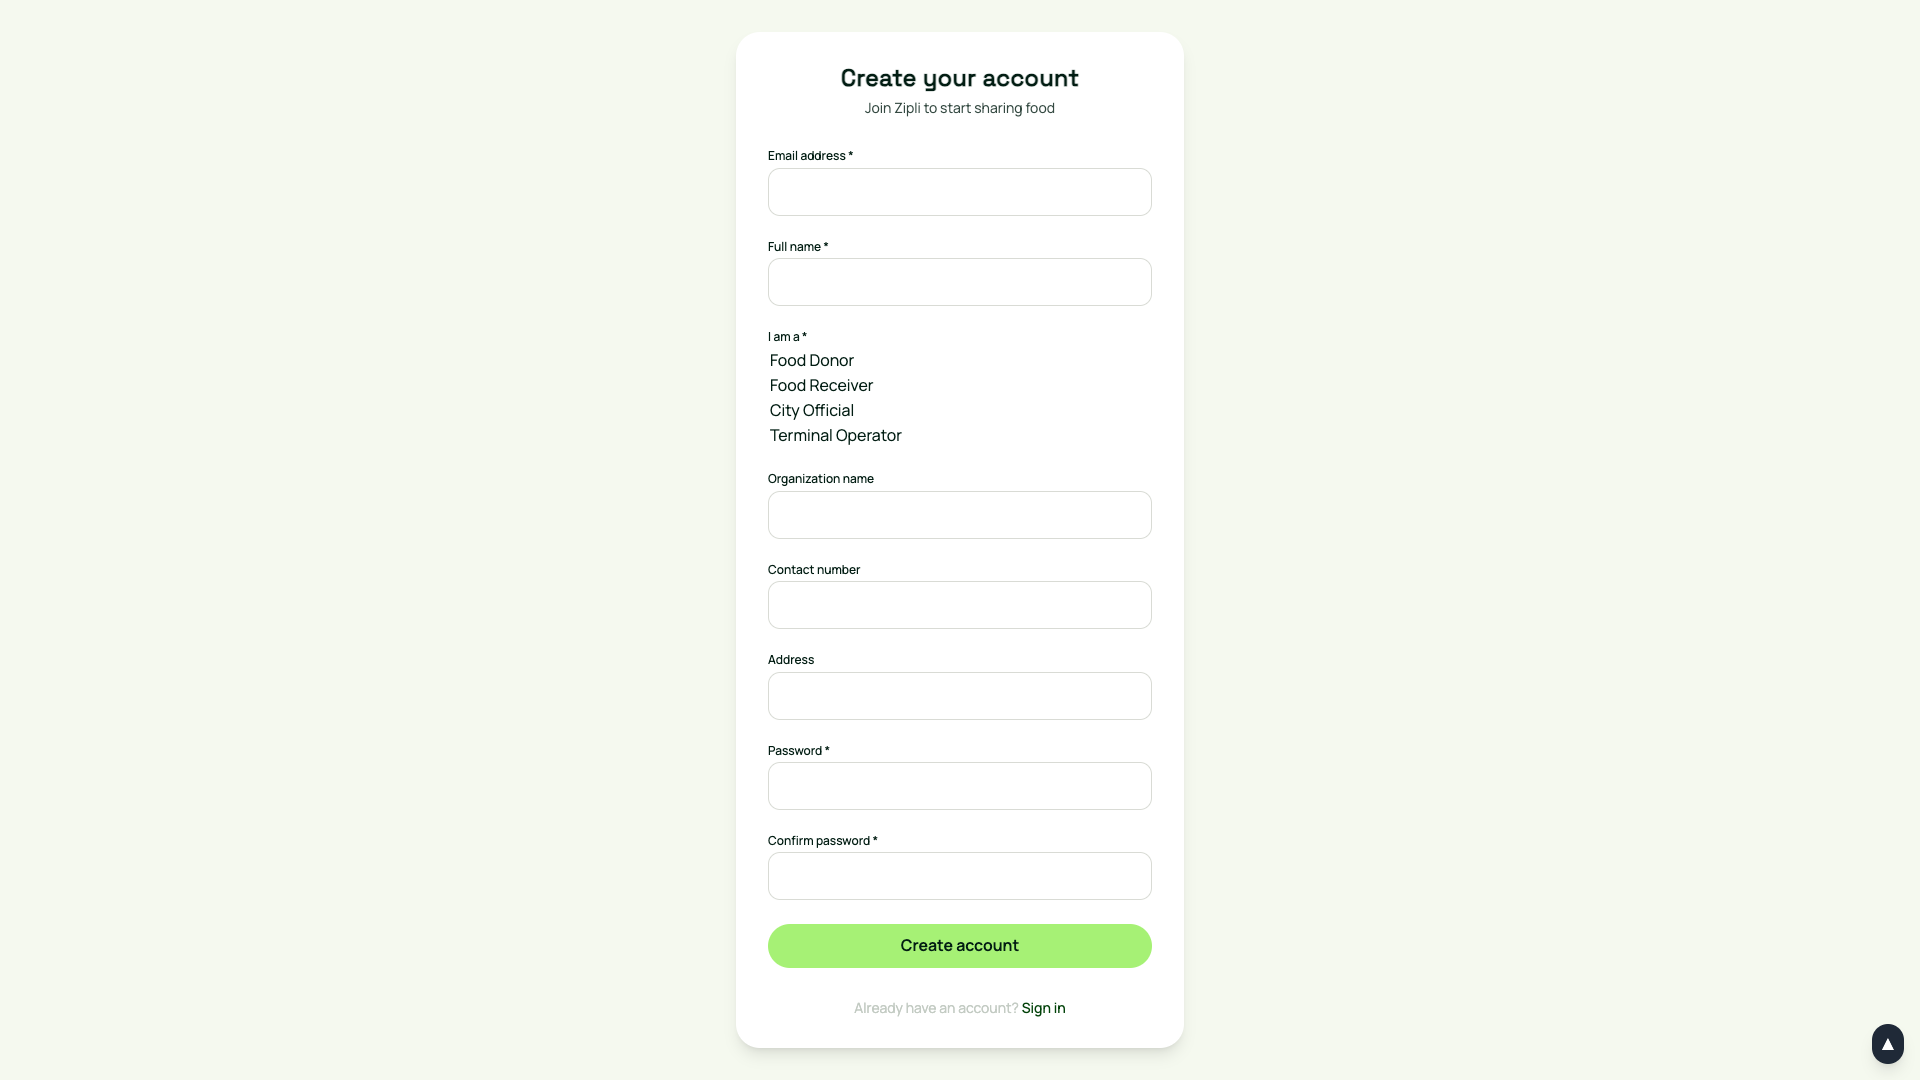 Create your account
Join Zipli to start sharing food
Email address *
Full name *
I am a *
Food Donor
Food Receiver
City Official
Terminal Operator
Organization name
Contact number
Address
Password *
Confirm password *
Create account
Already have an account? Sign in